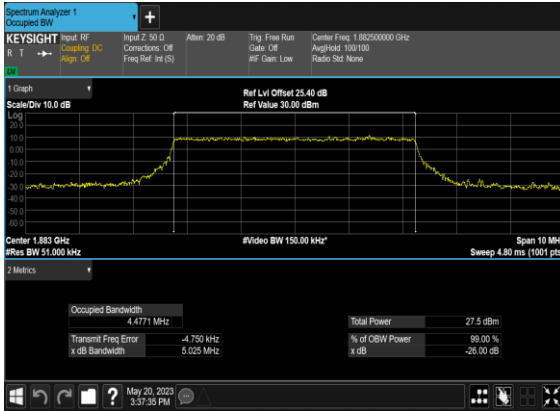 Spectrum Analyzer 1
Occupied BW
+
KEYSIGHT
R T
Input: RF
Coupling: DC
Align: Off
Input Z: 50 Ω
Corrections: Off
Freq Ref: Int (S)
Atten: 20 dB
Trig: Free Run
Gate: Off
#IF Gain: Low
Center Freq: 1.882500000 GHz
Avg|Hold: 100/100
Radio Std: None
1 Graph
Scale/Div 10.0 dB
Ref Lvl Offset 25.40 dB
Ref Value 30.00 dBm
Log
20.0
10.0
0.00
-10.0
-20.0
-30.0
-40.0
-50.0
-60.0
Center 1.883 GHz
#Res BW 51.000 kHz
#Video BW 150.00 kHz*
Span 10 MH
Sweep 4.80 ms (1001 pts
2 Metrics
Occupied Bandwidth
4.4771 MHz
Transmit Freq Error -4.750 kHz
x dB Bandwidth 5.025 MHz
Total Power 27.5 dBm
% of OBW Power 99.00 %
x dB -26.00 dB
?
May 20, 2023
3:37:35 PM